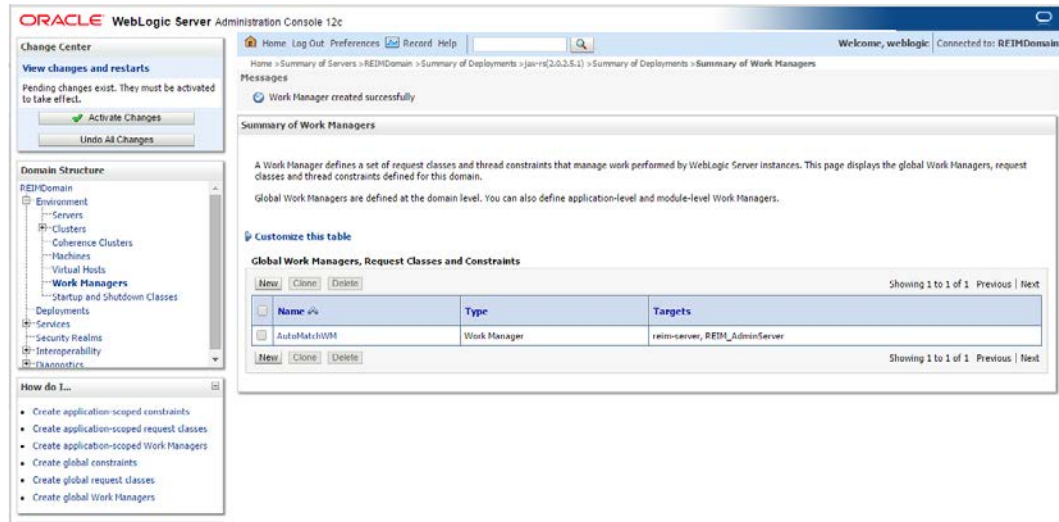 ORACLE WebLogic Server Administration Console 12c
Change Center
View changes and restarts
Pending changes exist. They must be activated
to take effect.
Activate Changes
Undo All Changes
Domain Structure
REIMDomain
Environment
Servers
Clusters
Coherence Clusters
Machines
Virtual Hosts
Work Managers
Startup and Shutdown Classes
Deployments
Services
Security Realms
Interoperability
Diagnostics
How do I...
Create application-scoped constraints
Create application-scoped request classes
Create application-scoped Work Managers
Create global constraints
Create global request classes
Create global Work Managers
Home Log Out Preferences Record Help
Welcome, weblogic Connected to: REIMDomain
Home >Summary of Servers >REIMDomain >Summary of Deployments >jax-rs(2.0,2.5.1) >Summary of Deployments >Summary of Work Managers
Messages
Work Manager created successfully
Summary of Work Managers
A Work Manager defines a set of request classes and thread constraints that manage work performed by WebLogic Server instances. This page displays the global Work Managers, request
classes and thread constraints defined for this domain.
Global Work Managers are defined at the domain level. You can also define application-level and module-level Work Managers.
Customize this table
Global Work Managers, Request Classes and Constraints
New Clone Delete Showing 1 to 1 of 1 Previous | Next
Name Type Targets
AutoMatchWM Work Manager reim-server, REIM_AdminServer
New Clone Delete Showing 1 to 1 of 1 Previous | Next